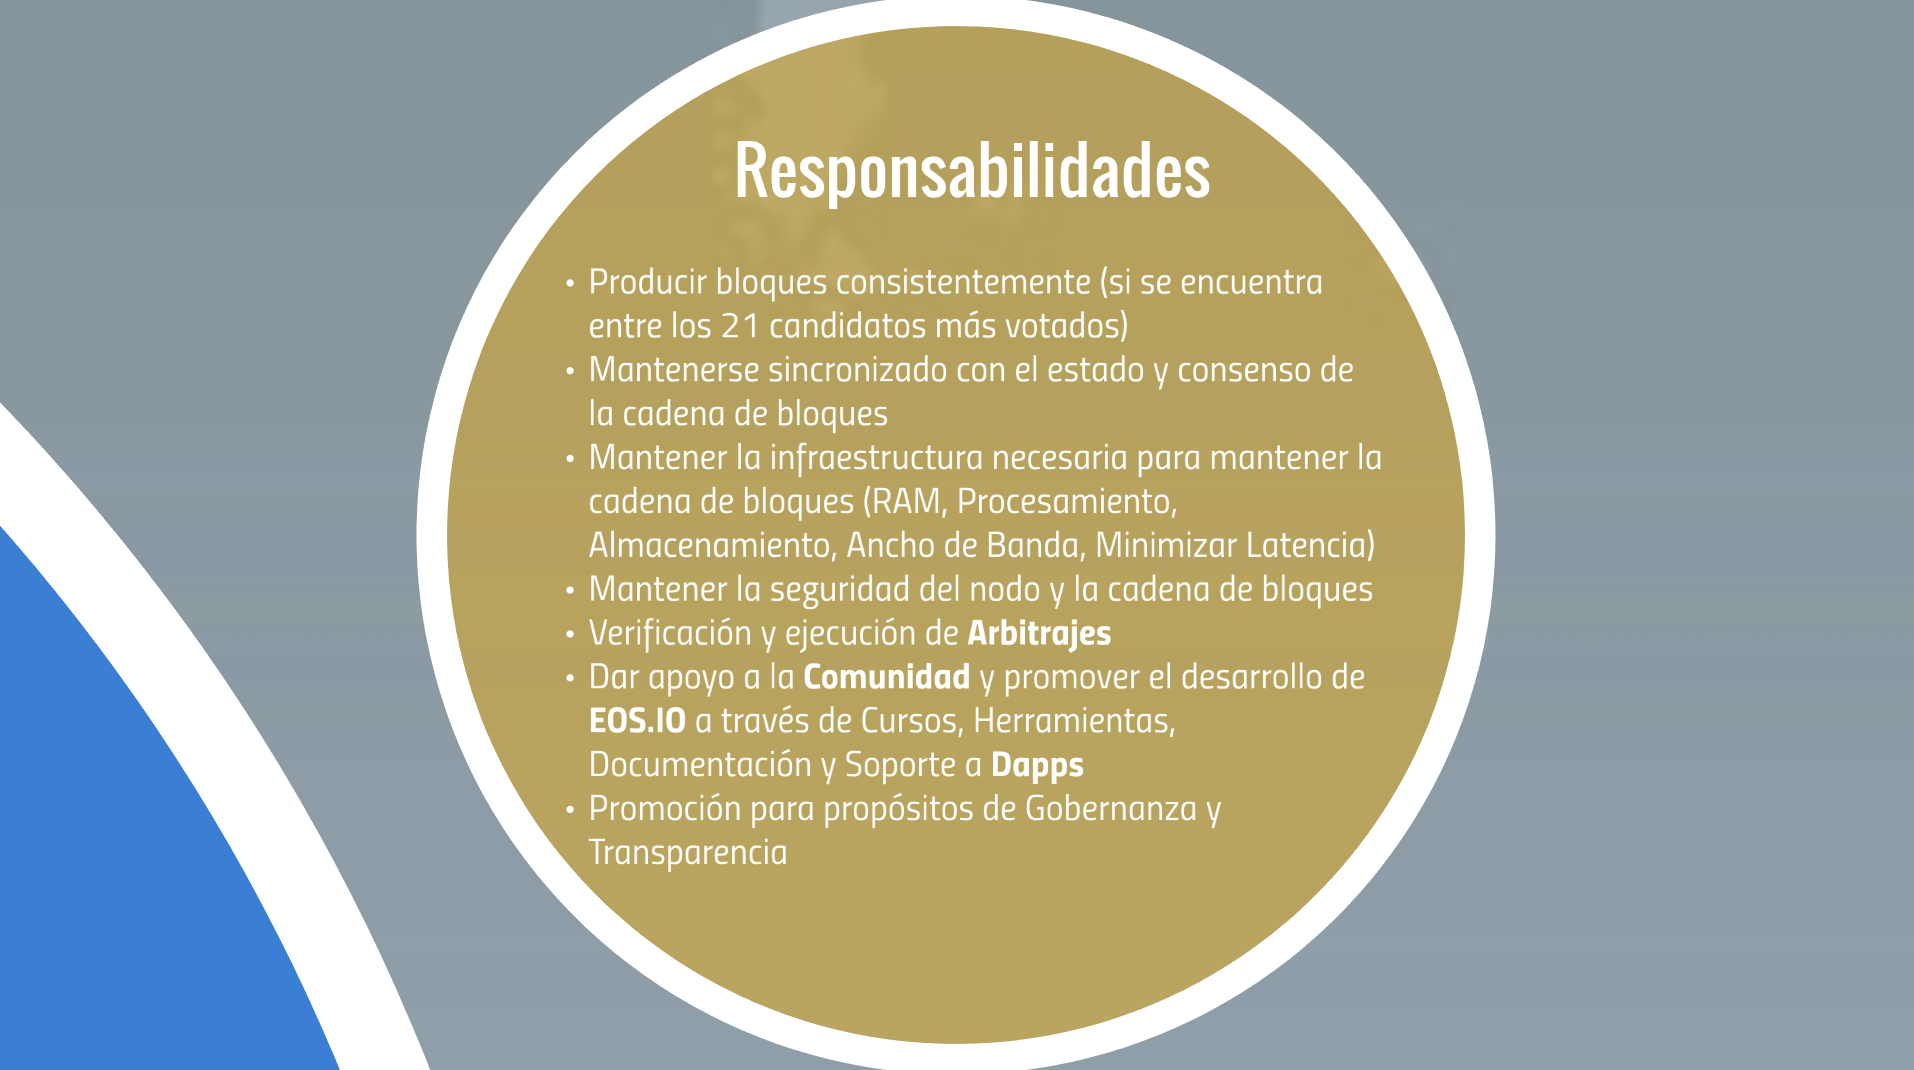 Responsabilidades
• Producir bloques consistentemente (si se encuentra
entre los 21 candidatos más votados)
• Mantenerse sincronizado con el estado y consenso de
la cadena de bloques
• Mantener la infraestructura necesaria para mantener la
cadena de bloques (RAM, Procesamiento,
Almacenamiento, Ancho de Banda, Minimizar Latencia)
• Mantener la seguridad del nodo y la cadena de bloques
• Verificación y ejecución de Arbitrajes
• Dar apoyo a la Comunidad y promover el desarrollo de
EOS.IO a través de Cursos, Herramientas,
Documentación y Soporte a Dapps
• Promoción para propósitos de Gobernanza y
Transparencia